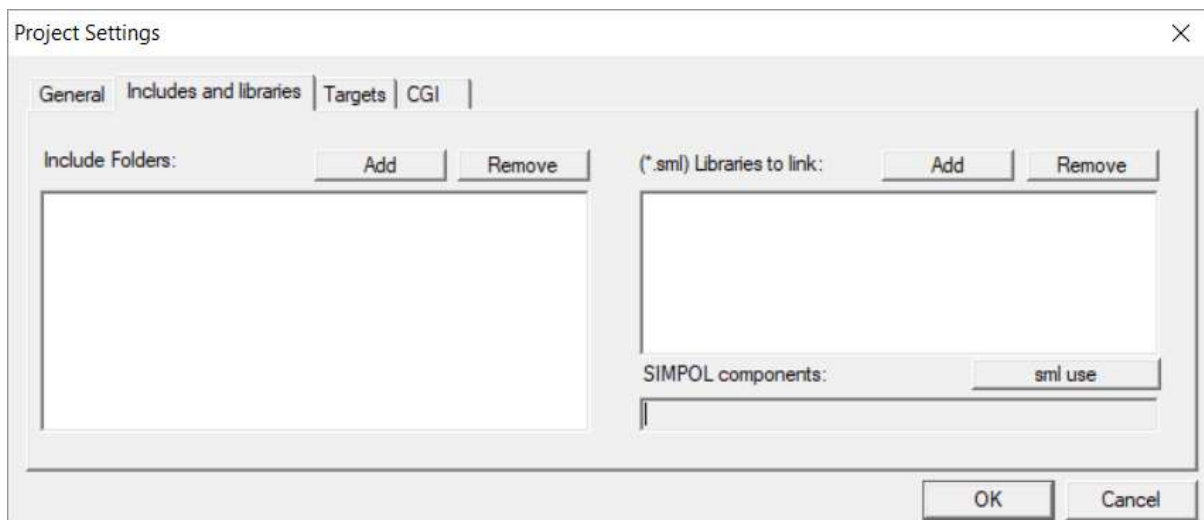 Project Settings
General Includes and libraries Targets CGI
Include Folders: Add Remove (*.sml) Libraries to link: Add Remove
SIMPOL components: sml use
OK Cancel